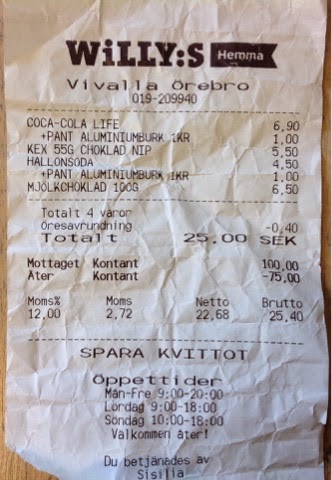 WiLLY:S Hemma
Vivalla Örebro
019-209940
COCA-COLA LIFE 6,90
+PANT ALUMINIUMBURK 1KR 1,00
KEX 55G CHOKLAD NIP 5,50
HALLONSODA 4,50
+PANT ALUMINIUMBURK 1KR 1,00
MJÖLKCHOKLAD 100G 6,50
Totalt 4 varor
Öresavrundning -0,40
Totalt 25,00 SEK
Mottaget Kontant 100,00
Åter Kontant -75,00
Moms% Moms Netto Brutto
12,00 2,72 22,68 25,40
SPARA KVITTOT
Öppettider
Mån-Fre 9:00-20:00
Lördag 9:00-18:00
Söndag 10:00-18:00
Välkommen åter!
Du betjänades av
Sisilia